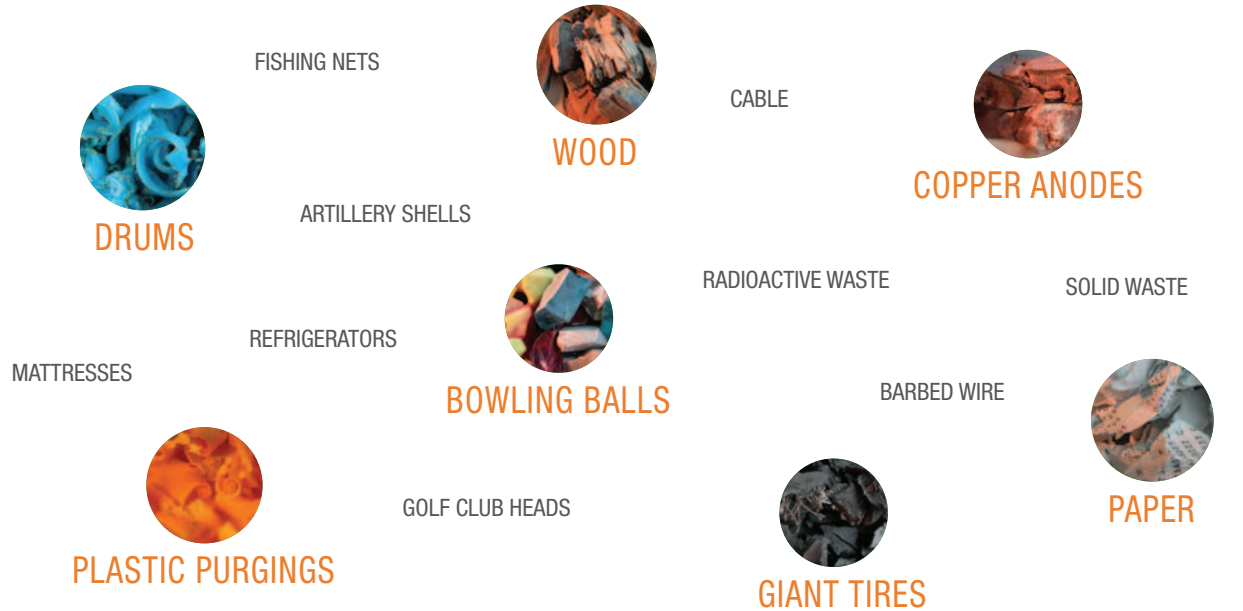 FISHING NETS
CABLE
WOOD
COPPER ANODES
ARTILLERY SHELLS
DRUMS
RADIOACTIVE WASTE
SOLID WASTE
REFRIGERATORS
MATTRESSES
BOWLING BALLS
BARBED WIRE
GOLF CLUB HEADS
PAPER
PLASTIC PURGINGS
GIANT TIRES